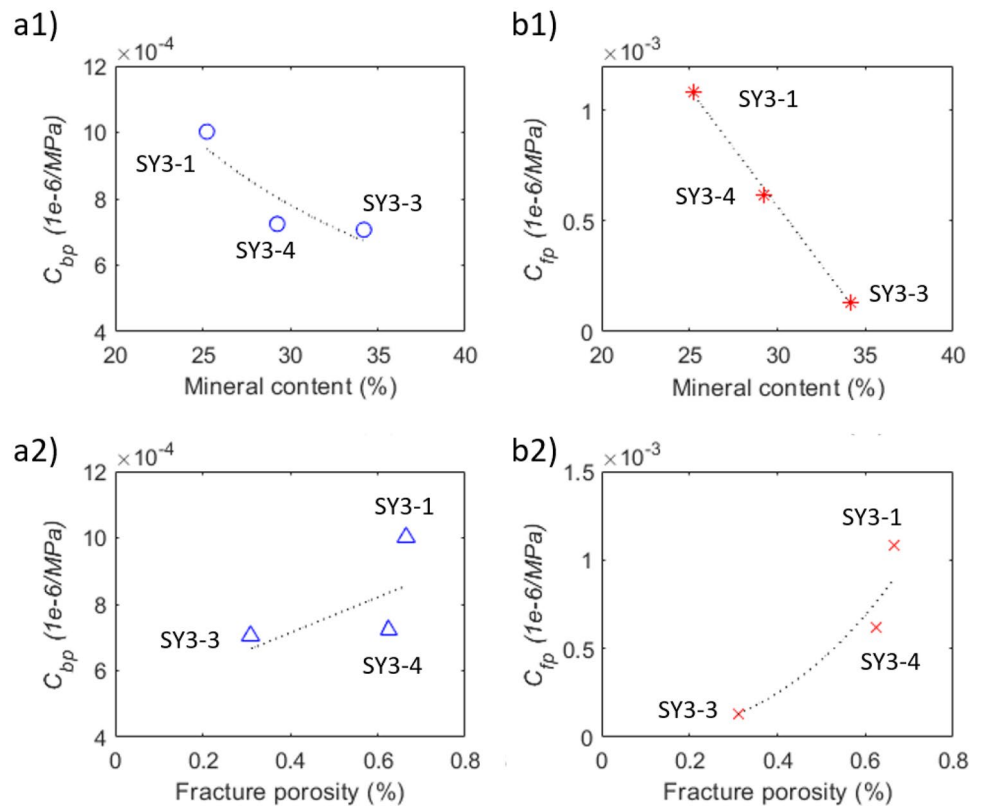 a1)
×10⁻⁴
12
10
8
6
4
C_bp (1e-6/MPa)
SY3-1
SY3-4
SY3-3
20 25 30 35 40
Mineral content (%)
b1)
×10⁻³
1
0.5
0
C_fp (1e-6/MPa)
SY3-1
SY3-4
SY3-3
20 25 30 35 40
Mineral content (%)
a2)
×10⁻⁴
12
10
8
6
4
C_bp (1e-6/MPa)
SY3-1
SY3-3
SY3-4
0 0.2 0.4 0.6 0.8
Fracture porosity (%)
b2)
×10⁻³
1.5
1
0.5
0
C_fp (1e-6/MPa)
SY3-1
SY3-4
SY3-3
0 0.2 0.4 0.6 0.8
Fracture porosity (%)